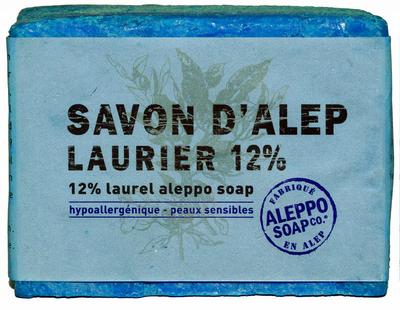 SAVON D'ALEP
LAURIER 12%
12% laurel aleppo soap
hypoallergénique - peaux sensibles
FABRIQUÉ
ALEPPO
SOAP CO.®
EN ALEP